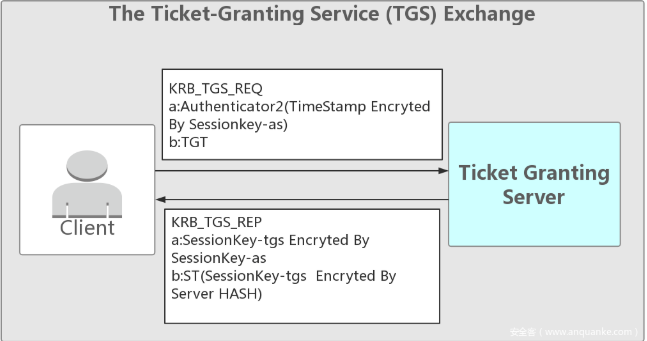 The Ticket-Granting Service (TGS) Exchange
KRB_TGS_REQ
a:Authenticator2(TimeStamp Encryted
By Sessionkey-as)
b:TGT
Client
Ticket Granting
Server
KRB_TGS_REP
a:SessionKey-tgs Encryted By
SessionKey-as
b:ST(SessionKey-tgs  Encryted By
Server HASH)
安全客 ( www.anquanke.com )